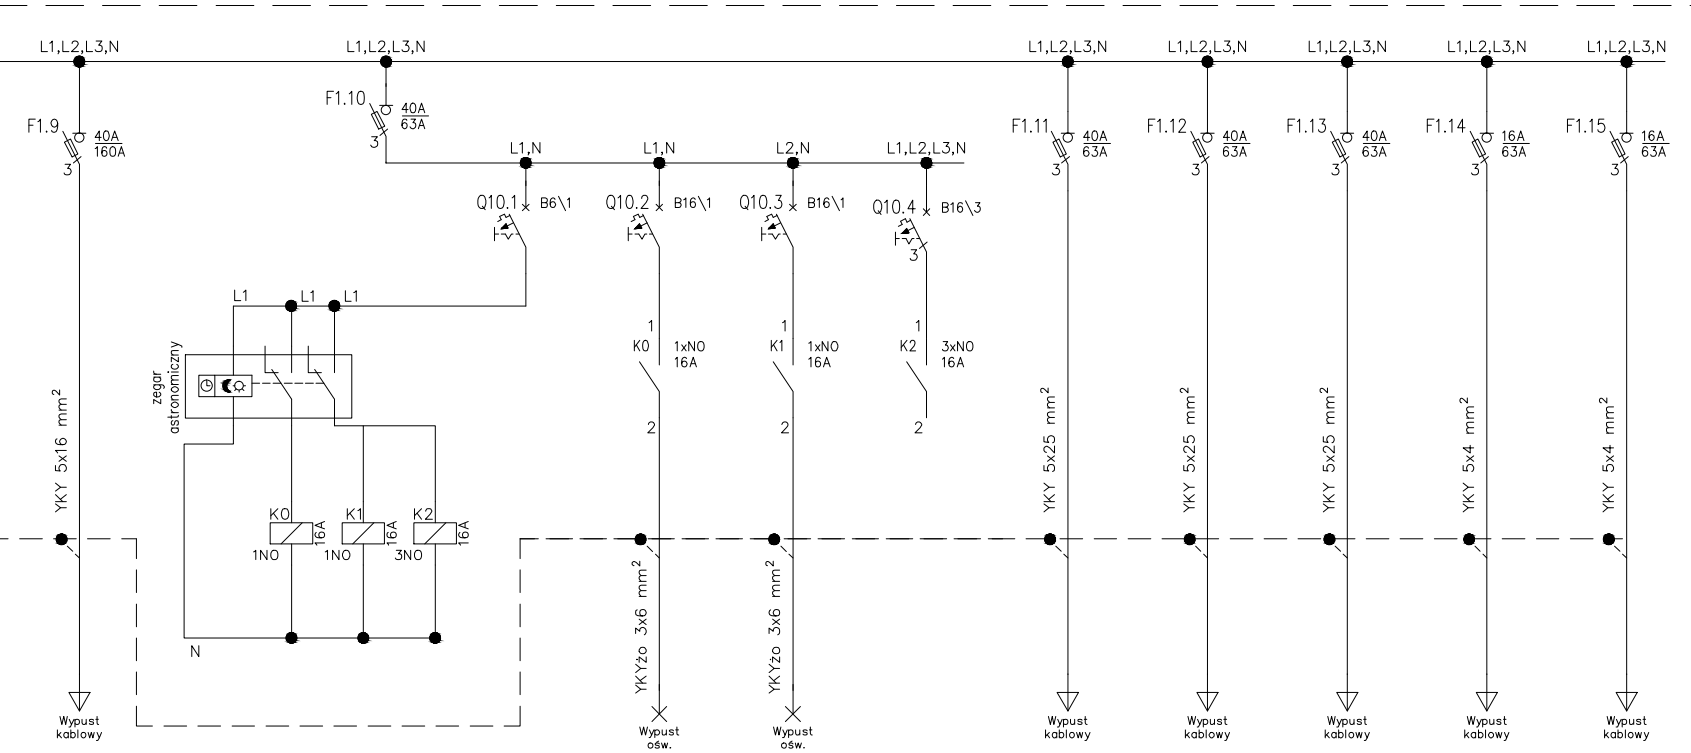 L1,L2,L3,N
L1,L2,L3,N
L1,L2,L3,N
L1,L2,L3,N
L1,L2,L3,N
L1,L2,L3,N
L1,L2,L3,N
F1.9
40A
160A
3
F1.10
40A
63A
3
F1.11
40A
63A
3
F1.12
40A
63A
3
F1.13
40A
63A
3
F1.14
16A
63A
3
F1.15
16A
63A
3
L1,N
L1,N
L2,N
L1,L2,L3,N
Q10.1
B6\1
Q10.2
B16\1
Q10.3
B16\1
Q10.4
B16\3
3
L1
L1
L1
zegar
astronomiczny
1
K0
1xNO
16A
2
1
K1
1xNO
16A
2
1
K2
3xNO
16A
2
YKY 5x16 mm²
YKY 5x25 mm²
YKY 5x25 mm²
YKY 5x25 mm²
YKY 5x4 mm²
YKY 5x4 mm²
K0
16A
1NO
K1
16A
1NO
K2
16A
3NO
N
YKYżo 3x6 mm²
YKYżo 3x6 mm²
Wypust
kablowy
Wypust
ośw.
Wypust
ośw.
Wypust
kablowy
Wypust
kablowy
Wypust
kablowy
Wypust
kablowy
Wypust
kablowy